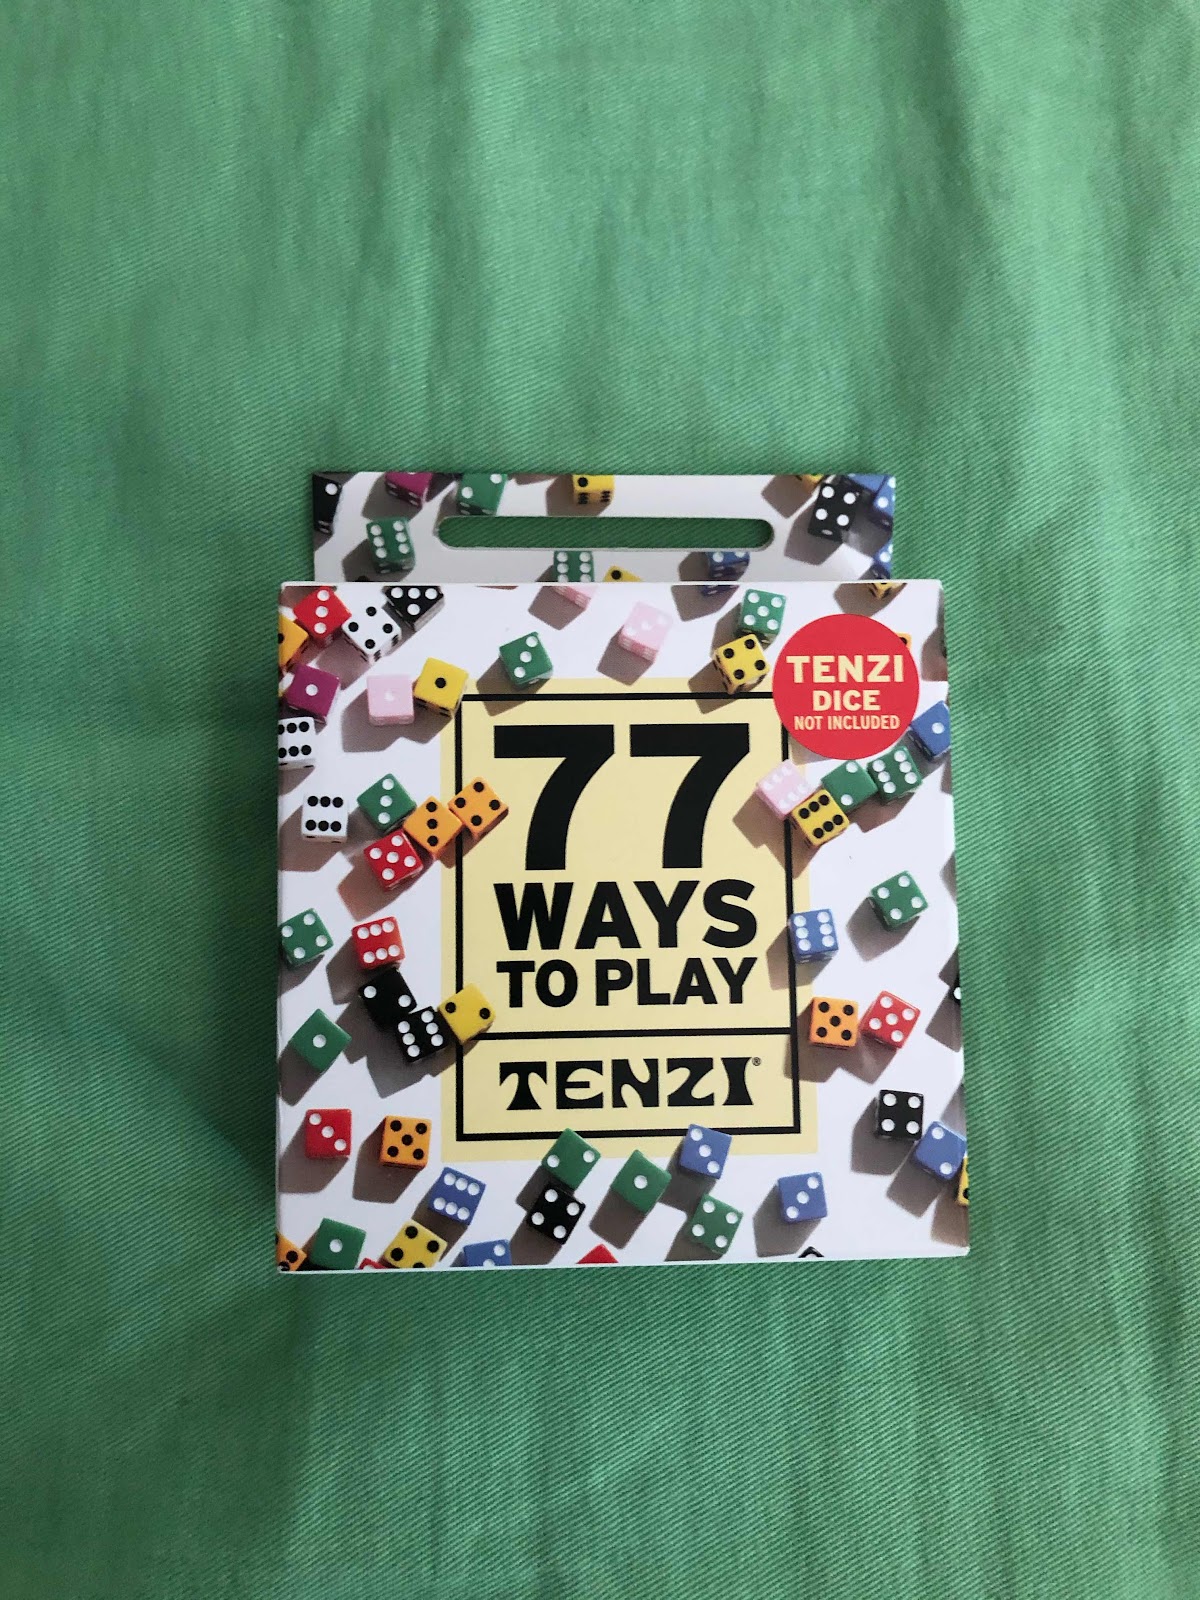 TENZI
DICE
NOT INCLUDED
77
WAYS
TO PLAY
TENZI®